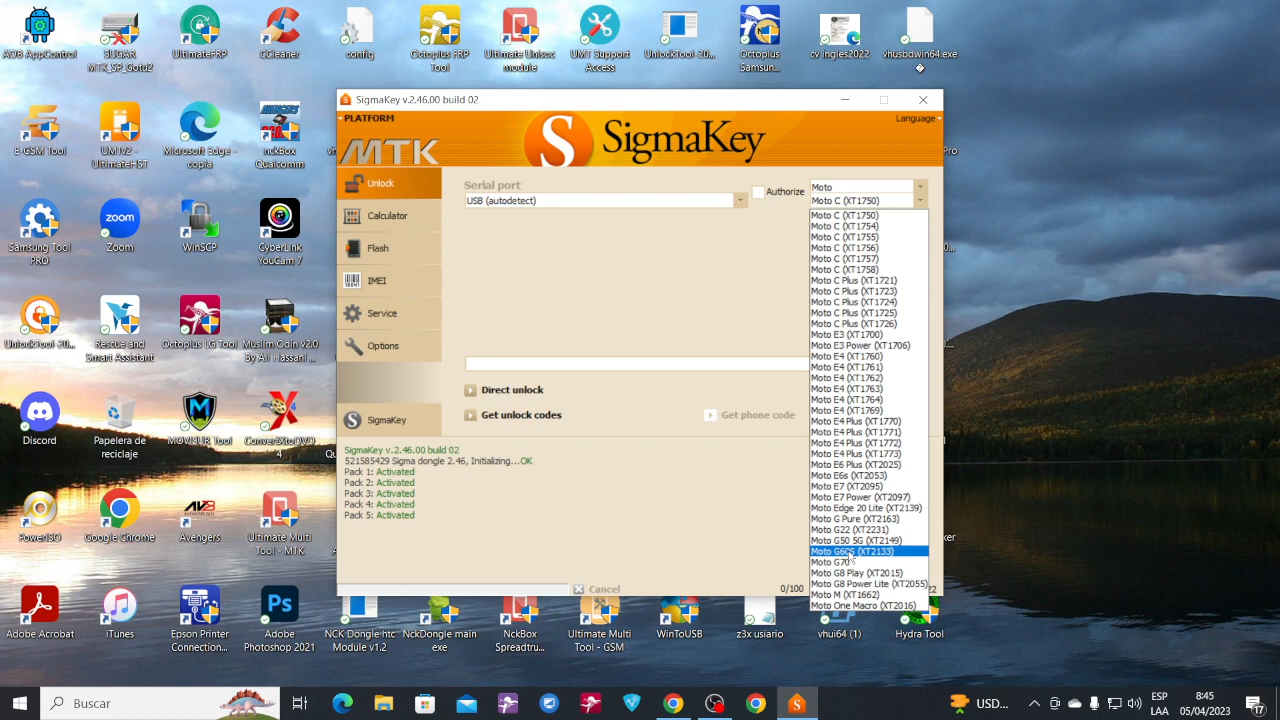 ADB AppControl
SUGAR
MTK_SP_Gotu2
UltimateFRP
CCleaner
config
Octoplus FRP
Tool
Ultimate Unisoc
module
UMT Support
Access
UnlockTool-20...
Octopus
Samsun...
cv ingles2022
vhusbdwin64.exe
E-GSM Tool
UMTv2 -
UltimateHST
Microsoft Edge -
copia
nckBox
Qualcomm
Samsung Tool
PRO
Zoom
WinSCP
CyberLink
YouCam 7
UnlockTool-20...
Rescue and
Smart Assistant
Octoplus LG Tool
Muslim Odin v2.0
By Ali Hassani ...
Discord
Papelera de
reciclaje
MOVISUR Tool
ConvertXtoDVD
4
PowerISO
Google Chrome
Avengers
Ultimate Multi
Tool - MTK
Adobe Acrobat
iTunes
Epson Printer
Connection...
Adobe
Photoshop 2021
NCK Dongle htc
Module v1.2
NckDongle main
exe
NckBox
Spreadtru...
Ultimate Multi
Tool - GSM
WinToUSB
z3x usiario
vhui64 (1)
Hydra Tool
SigmaKey v.2.46.00 build 02
PLATFORM
MTK
S SigmaKey
Language
Unlock
Calculator
Flash
IMEI
Service
Options
SigmaKey
Serial port
USB (autodetect)
Authorize
Moto
Moto C (XT1750)
Moto C (XT1750)
Moto C (XT1754)
Moto C (XT1755)
Moto C (XT1756)
Moto C (XT1757)
Moto C (XT1758)
Moto C Plus (XT1721)
Moto C Plus (XT1723)
Moto C Plus (XT1724)
Moto C Plus (XT1725)
Moto C Plus (XT1726)
Moto E3 (XT1700)
Moto E3 Power (XT1706)
Moto E4 (XT1760)
Moto E4 (XT1761)
Moto E4 (XT1762)
Moto E4 (XT1763)
Moto E4 (XT1764)
Moto E4 (XT1769)
Moto E4 Plus (XT1770)
Moto E4 Plus (XT1771)
Moto E4 Plus (XT1772)
Moto E4 Plus (XT1773)
Moto E6 Plus (XT2025)
Moto E6s (XT2053)
Moto E7 (XT2095)
Moto E7 Power (XT2097)
Moto Edge 20 Lite (XT2139)
Moto G Pure (XT2163)
Moto G22 (XT2231)
Moto G50 5G (XT2149)
Moto G60S (XT2133)
Moto G70
Moto G8 Play (XT2015)
Moto G8 Power Lite (XT2055)
Moto M (XT1662)
Moto One Macro (XT2016)
Direct unlock
Get unlock codes
Get phone code
SigmaKey v.2.46.00 build 02
521S85429 Sigma dongle 2.46, Initializing...OK
Pack 1: Activated
Pack 2: Activated
Pack 3: Activated
Pack 4: Activated
Pack 5: Activated
Cancel
0/100
Buscar
USD...
ESP
LAA
8:45
05/04/2023
17